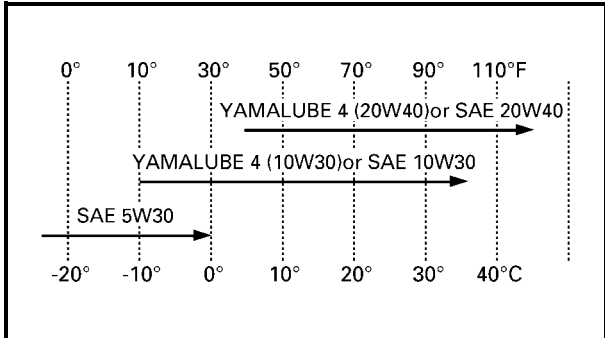 0° 10° 30° 50° 70° 90° 110°F
YAMALUBE 4 (20W40)or SAE 20W40
YAMALUBE 4 (10W30)or SAE 10W30
SAE 5W30
-20° -10° 0° 10° 20° 30° 40°C